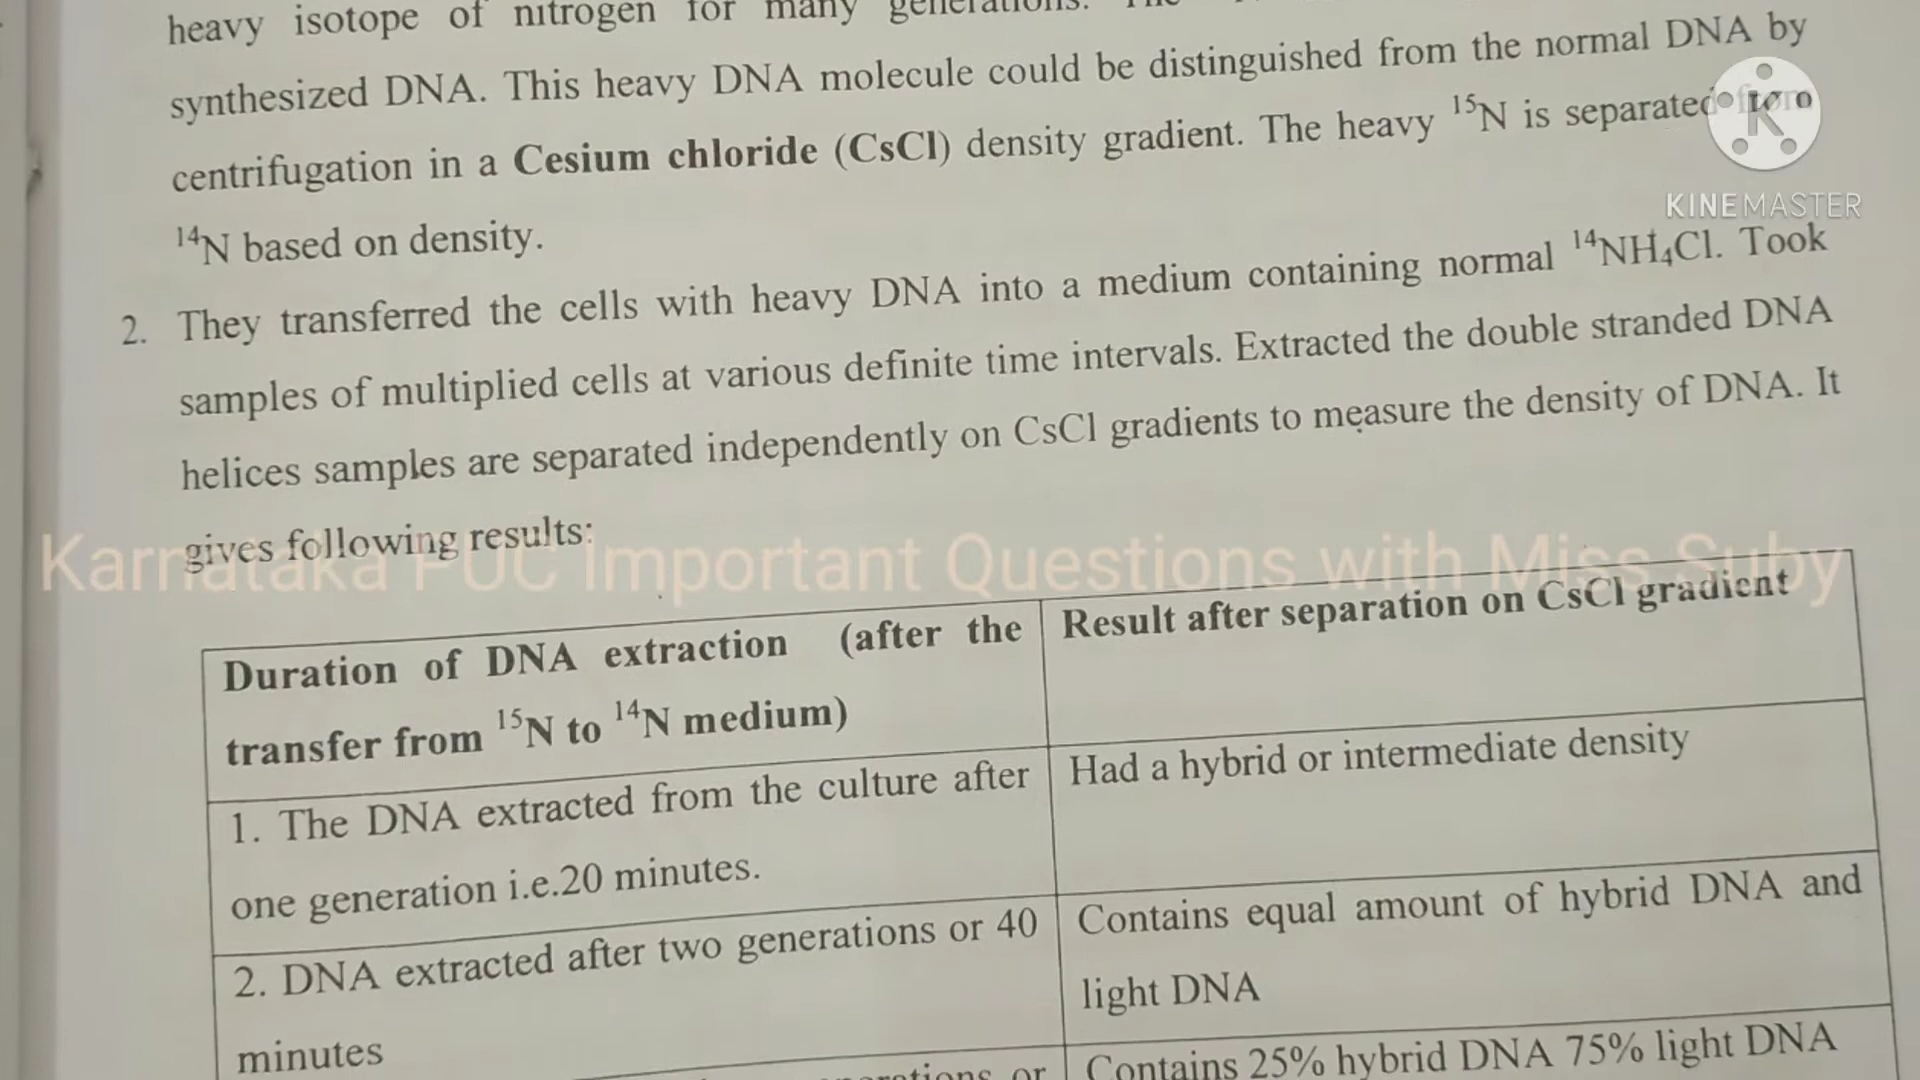 heavy isotope of nitrogen for many generations. The
synthesized DNA. This heavy DNA molecule could be distinguished from the normal DNA by
centrifugation in a Cesium chloride (CsCl) density gradient. The heavy ¹⁵N is separated from
¹⁴N based on density.
K
KINEMASTER
2. They transferred the cells with heavy DNA into a medium containing normal ¹⁴NH₄Cl. Took
samples of multiplied cells at various definite time intervals. Extracted the double stranded DNA
helices samples are separated independently on CsCl gradients to measure the density of DNA. It
gives following results:
Karnataka PUC Important Questions with Miss Suby
Duration of DNA extraction (after the
transfer from ¹⁵N to ¹⁴N medium)
Result after separation on CsCl gradient
1. The DNA extracted from the culture after
one generation i.e.20 minutes.
Had a hybrid or intermediate density
2. DNA extracted after two generations or 40
minutes
Contains equal amount of hybrid DNA and
light DNA
or
Contains 25% hybrid DNA 75% light DNA